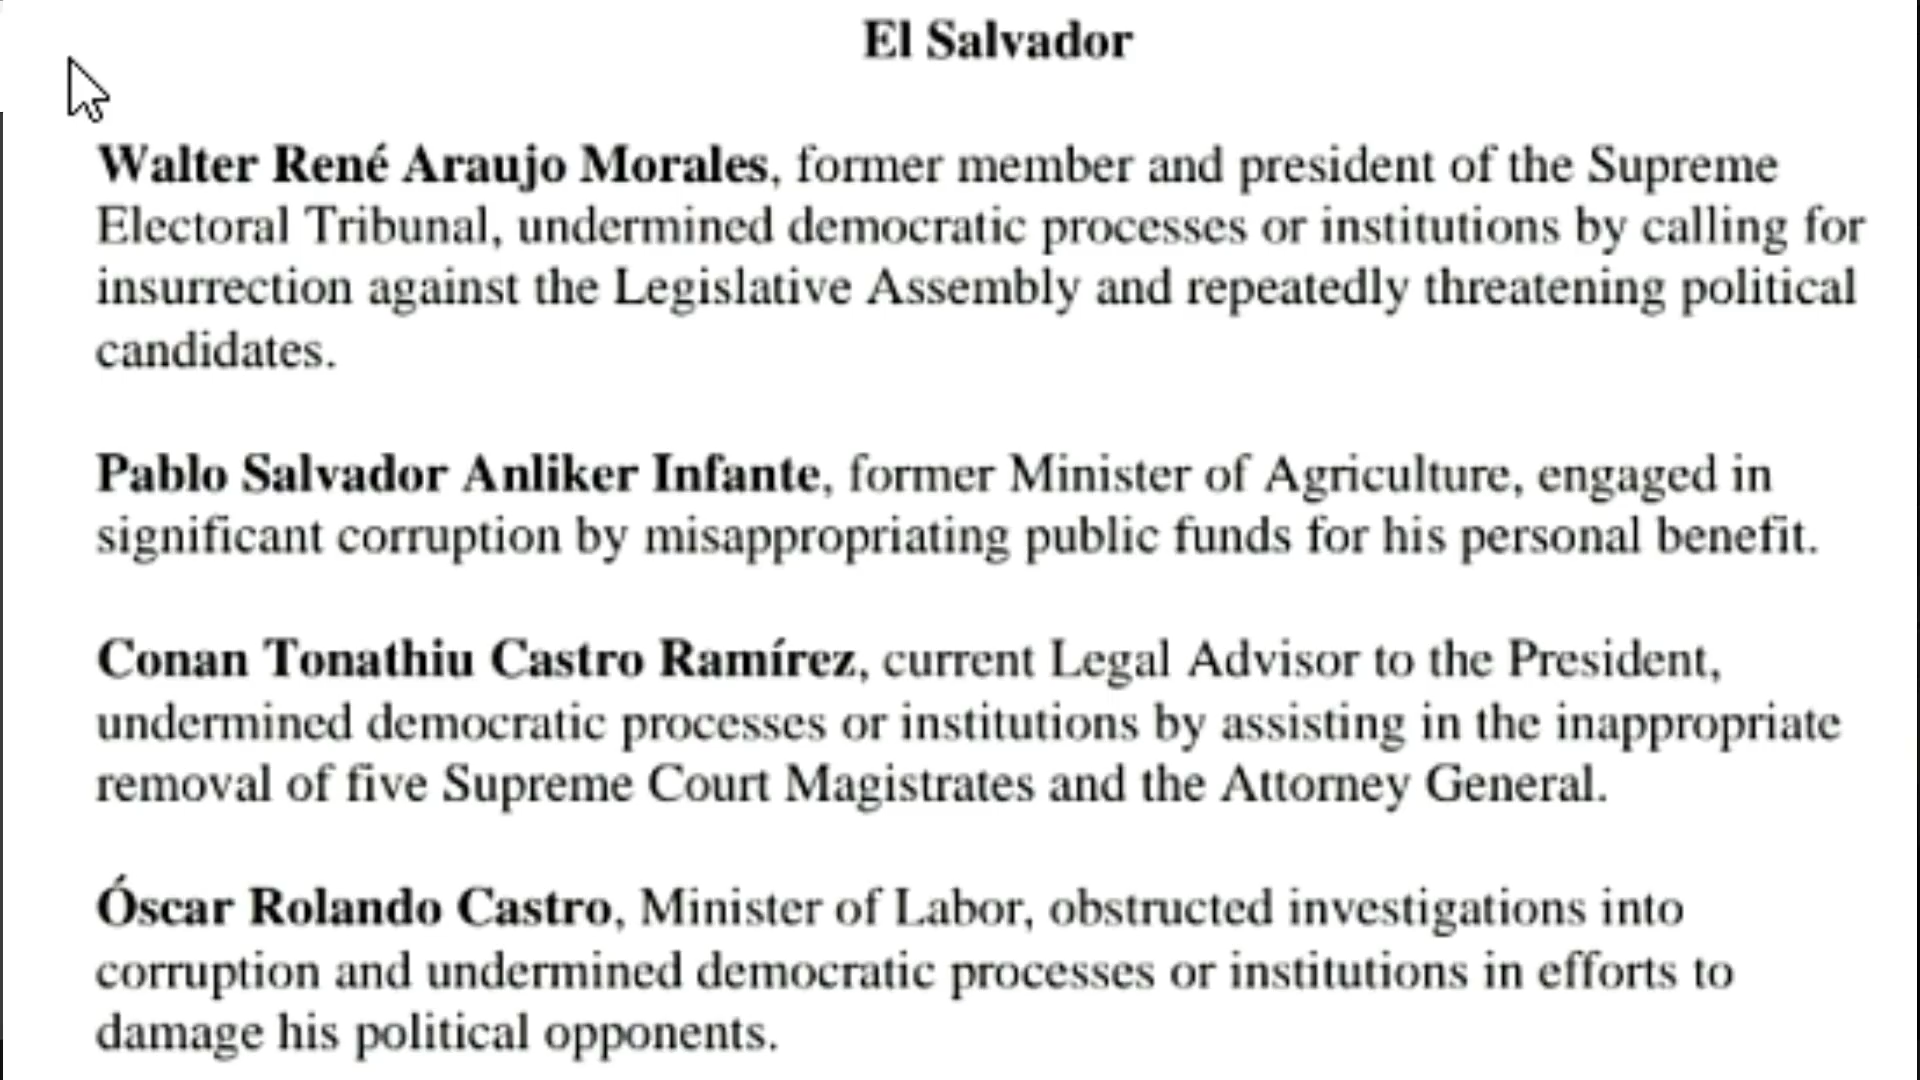 El Salvador
Walter René Araujo Morales, former member and president of the Supreme
Electoral Tribunal, undermined democratic processes or institutions by calling for
insurrection against the Legislative Assembly and repeatedly threatening political
candidates.
Pablo Salvador Anliker Infante, former Minister of Agriculture, engaged in
significant corruption by misappropriating public funds for his personal benefit.
Conan Tonathiu Castro Ramírez, current Legal Advisor to the President,
undermined democratic processes or institutions by assisting in the inappropriate
removal of five Supreme Court Magistrates and the Attorney General.
Óscar Rolando Castro, Minister of Labor, obstructed investigations into
corruption and undermined democratic processes or institutions in efforts to
damage his political opponents.